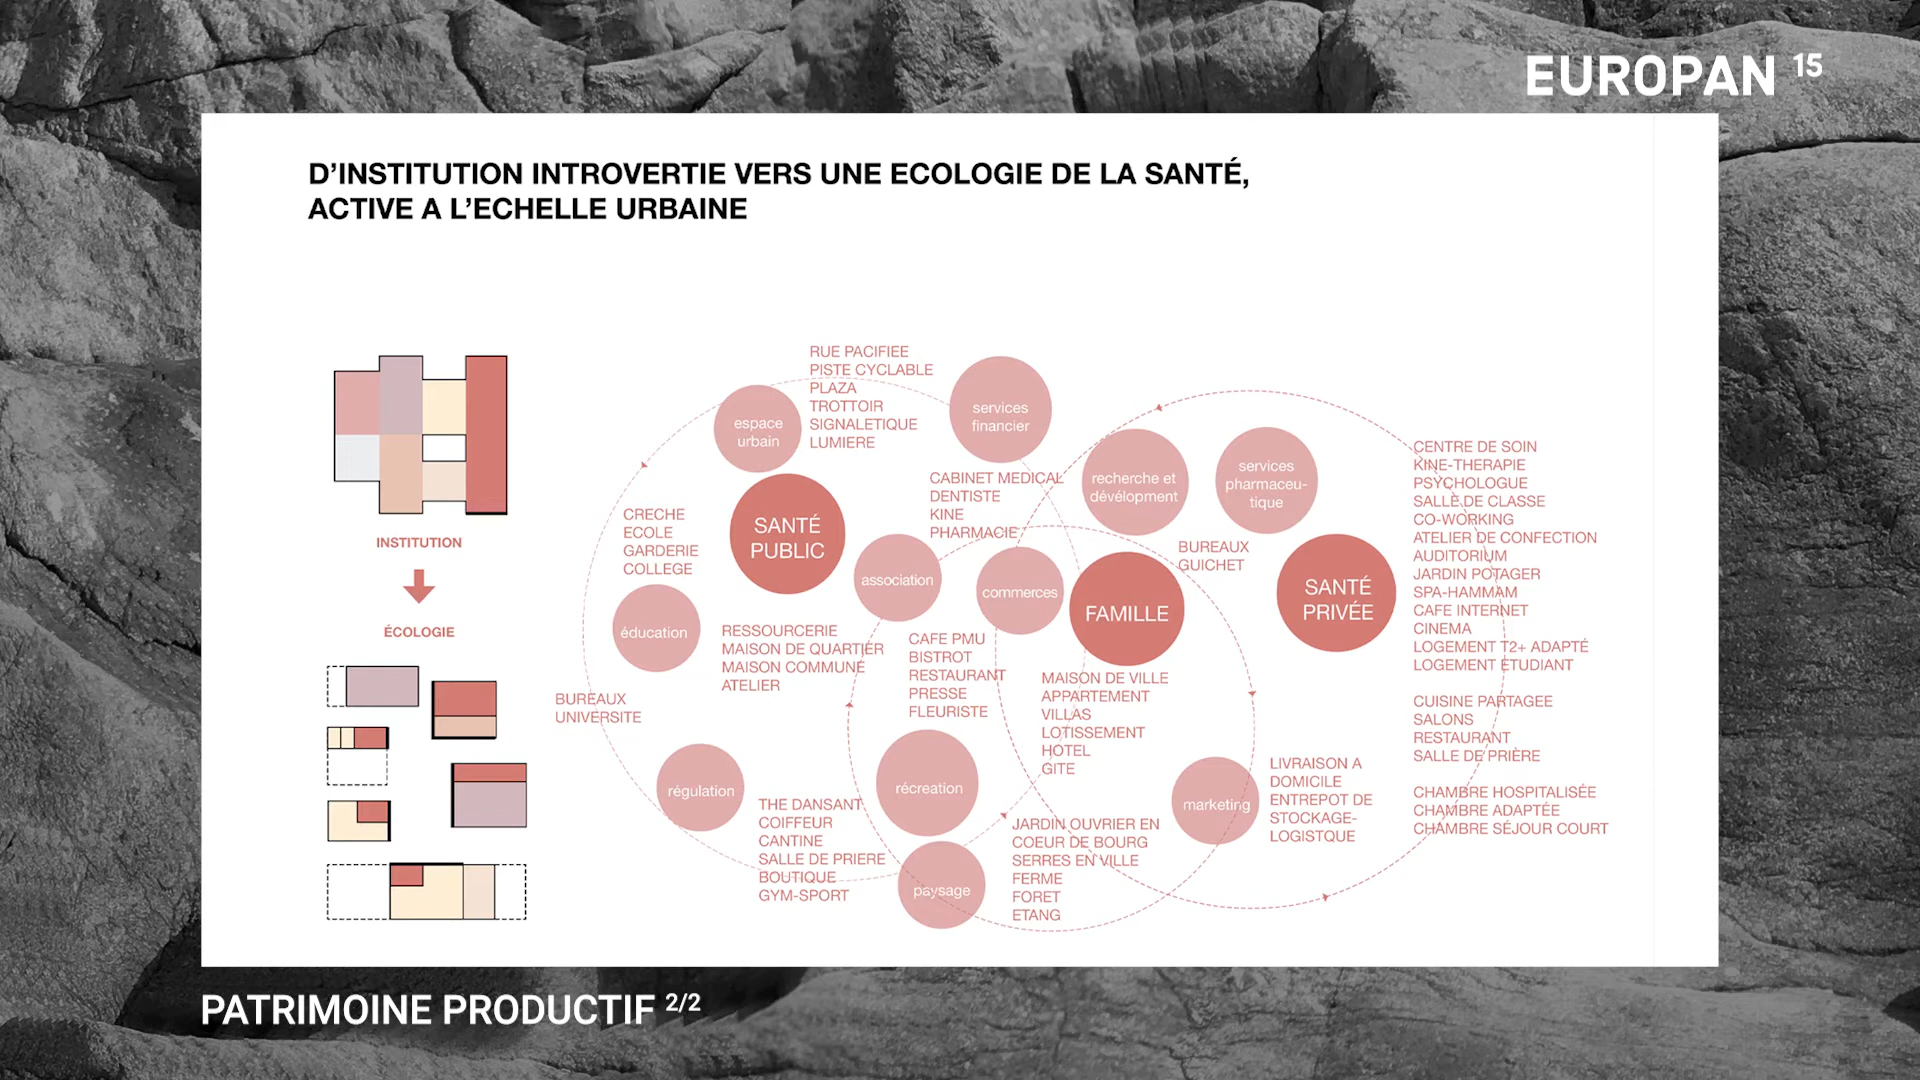 EUROPAN 15
D'INSTITUTION INTROVERTIE VERS UNE ECOLOGIE DE LA SANTÉ,
ACTIVE A L'ECHELLE URBAINE
INSTITUTION
ÉCOLOGIE
RUE PACIFIEE
PISTE CYCLABLE
PLAZA
TROTTOIR
SIGNALETIQUE
LUMIERE
espace
urbain
services
financier
CABINET MEDICAL
DENTISTE
KINE
PHARMACIE
recherche et
dévélopment
services
pharmaceu-
tique
CRECHE
ECOLE
GARDERIE
COLLEGE
SANTÉ
PUBLIC
association
commerces
FAMILLE
BUREAUX
GUICHET
SANTÉ
PRIVÉE
CENTRE DE SOIN
KINE-THERAPIE
PSYCHOLOGUE
SALLE DE CLASSE
CO-WORKING
ATELIER DE CONFECTION
AUDITORIUM
JARDIN POTAGER
SPA-HAMMAM
CAFE INTERNET
CINEMA
LOGEMENT T2+ ADAPTÉ
LOGEMENT ETUDIANT
CUISINE PARTAGEE
SALONS
RESTAURANT
SALLE DE PRIÈRE
CHAMBRE HOSPITALISÉE
CHAMBRE ADAPTÉE
CHAMBRE SÉJOUR COURT
éducation
RESSOURCERIE
MAISON DE QUARTIER
MAISON COMMUNE
ATELIER
CAFE PMU
BISTROT
RESTAURANT
PRESSE
FLEURISTE
MAISON DE VILLE
APPARTEMENT
VILLAS
LOTISSEMENT
HOTEL
GITE
BUREAUX
UNIVERSITE
régulation
THE DANSANT
COIFFEUR
CANTINE
SALLE DE PRIERE
BOUTIQUE
GYM-SPORT
récreation
paysage
JARDIN OUVRIER EN
COEUR DE BOURG
SERRES EN VILLE
FERME
FORET
ETANG
marketing
LIVRAISON A
DOMICILE
ENTREPOT DE
STOCKAGE-
LOGISTQUE
PATRIMOINE PRODUCTIF 2/2